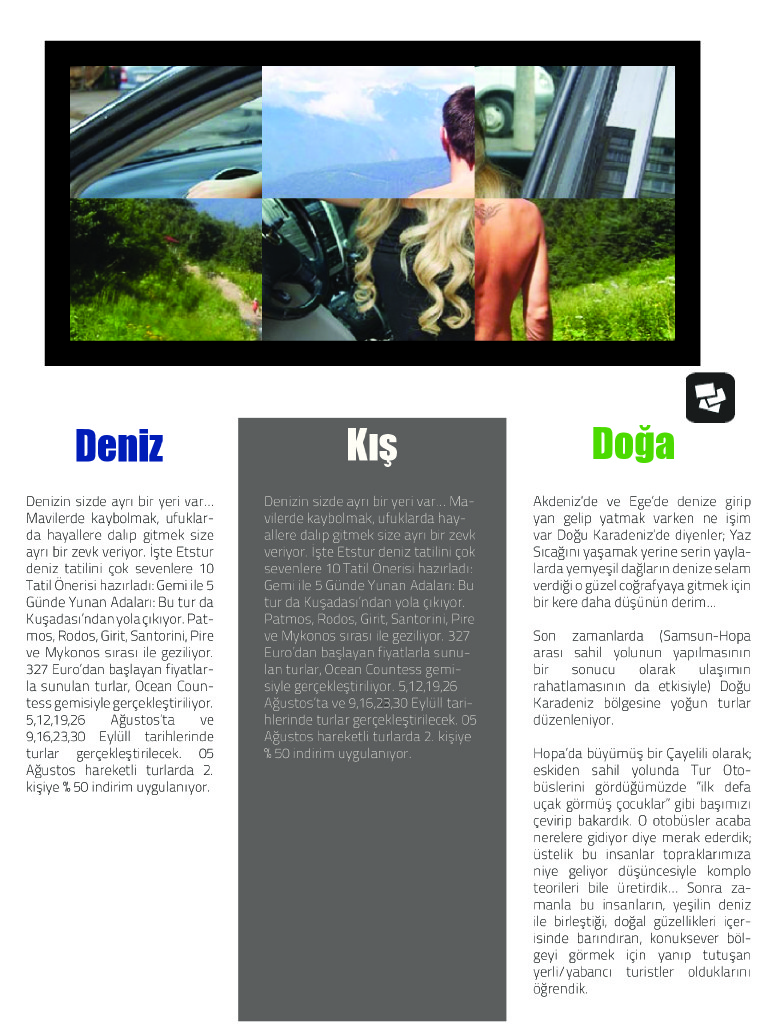 Deniz
Denizin sizde ayrı bir yeri var...
Mavilerde kaybolmak, ufuklar-
da hayallere dalıp gitmek size
ayrı bir zevk veriyor. İşte Etstur
deniz tatilini çok sevenlere 10
Tatil Önerisi hazırladı: Gemi ile 5
Günde Yunan Adaları: Bu tur da
Kuşadası'ndan yola çıkıyor. Pat-
mos, Rodos, Girit, Santorini, Pire
ve Mykonos sırası ile geziliyor.
327 Euro'dan başlayan fiyatlar-
la sunulan turlar, Ocean Coun-
tess gemisiyle gerçekleştiriliyor.
5,12,19,26 Ağustos'ta ve
9,16,23,30 Eylüll tarihlerinde
turlar gerçekleştirilecek. 05
Ağustos hareketli turlarda 2.
kişiye % 50 indirim uygulanıyor.
Kış
Denizin sizde ayrı bir yeri var... Ma-
vilerde kaybolmak, ufuklarda hay-
allere dalıp gitmek size ayrı bir zevk
veriyor. İşte Etstur deniz tatilini çok
sevenlere 10 Tatil Önerisi hazırladı:
Gemi ile 5 Günde Yunan Adaları: Bu
tur da Kuşadası'ndan yola çıkıyor.
Patmos, Rodos, Girit, Santorini, Pire
ve Mykonos sırası ile geziliyor. 327
Euro'dan başlayan fiyatlarla sunu-
lan turlar, Ocean Countess gemi-
siyle gerçekleştiriliyor. 5,12,19,26
Ağustos'ta ve 9,16,23,30 Eylüll tari-
hlerinde turlar gerçekleştirilecek. 05
Ağustos hareketli turlarda 2. kişiye
% 50 indirim uygulanıyor.
Doğa
Akdeniz'de ve Ege'de denize girip
yan gelip yatmak varken ne işim
var Doğu Karadeniz'de diyenler; Yaz
Sıcağını yaşamak yerine serin yayla-
larda yemyeşil dağların denize selam
verdiği o güzel coğrafyaya gitmek için
bir kere daha düşünün derim...
Son zamanlarda (Samsun-Hopa
arası sahil yolunun yapılmasının
bir sonucu olarak ulaşımın
rahatlamasının da etkisiyle) Doğu
Karadeniz bölgesine yoğun turlar
düzenleniyor.
Hopa'da büyümüş bir Çayelili olarak;
eskiden sahil yolunda Tur Oto-
büslerini gördüğümüzde "ilk defa
uçak görmüş çocuklar" gibi başımızı
çevirip bakardık. O otobüsler acaba
nerelere gidiyor diye merak ederdik;
üstelik bu insanlar topraklarımıza
niye geliyor düşüncesiyle komplo
teorileri bile üretirdik... Sonra za-
manla bu insanların, yeşilin deniz
ile birleştiği, doğal güzellikleri içer-
isinde barındıran, konuksever böl-
geyi görmek için yanıp tutuşan
yerli/yabancı turistler olduklarını
öğrendik.